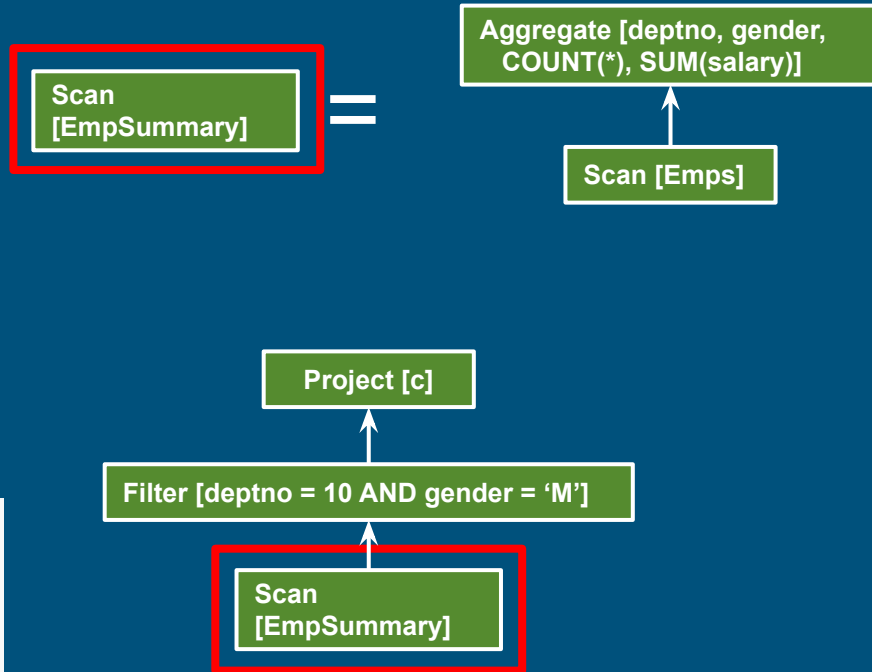 Scan
[EmpSummary]
=
Aggregate [deptno, gender,
COUNT(*), SUM(salary)]
Scan [Emps]
Project [c]
Filter [deptno = 10 AND gender = ‘M’]
Scan
[EmpSummary]